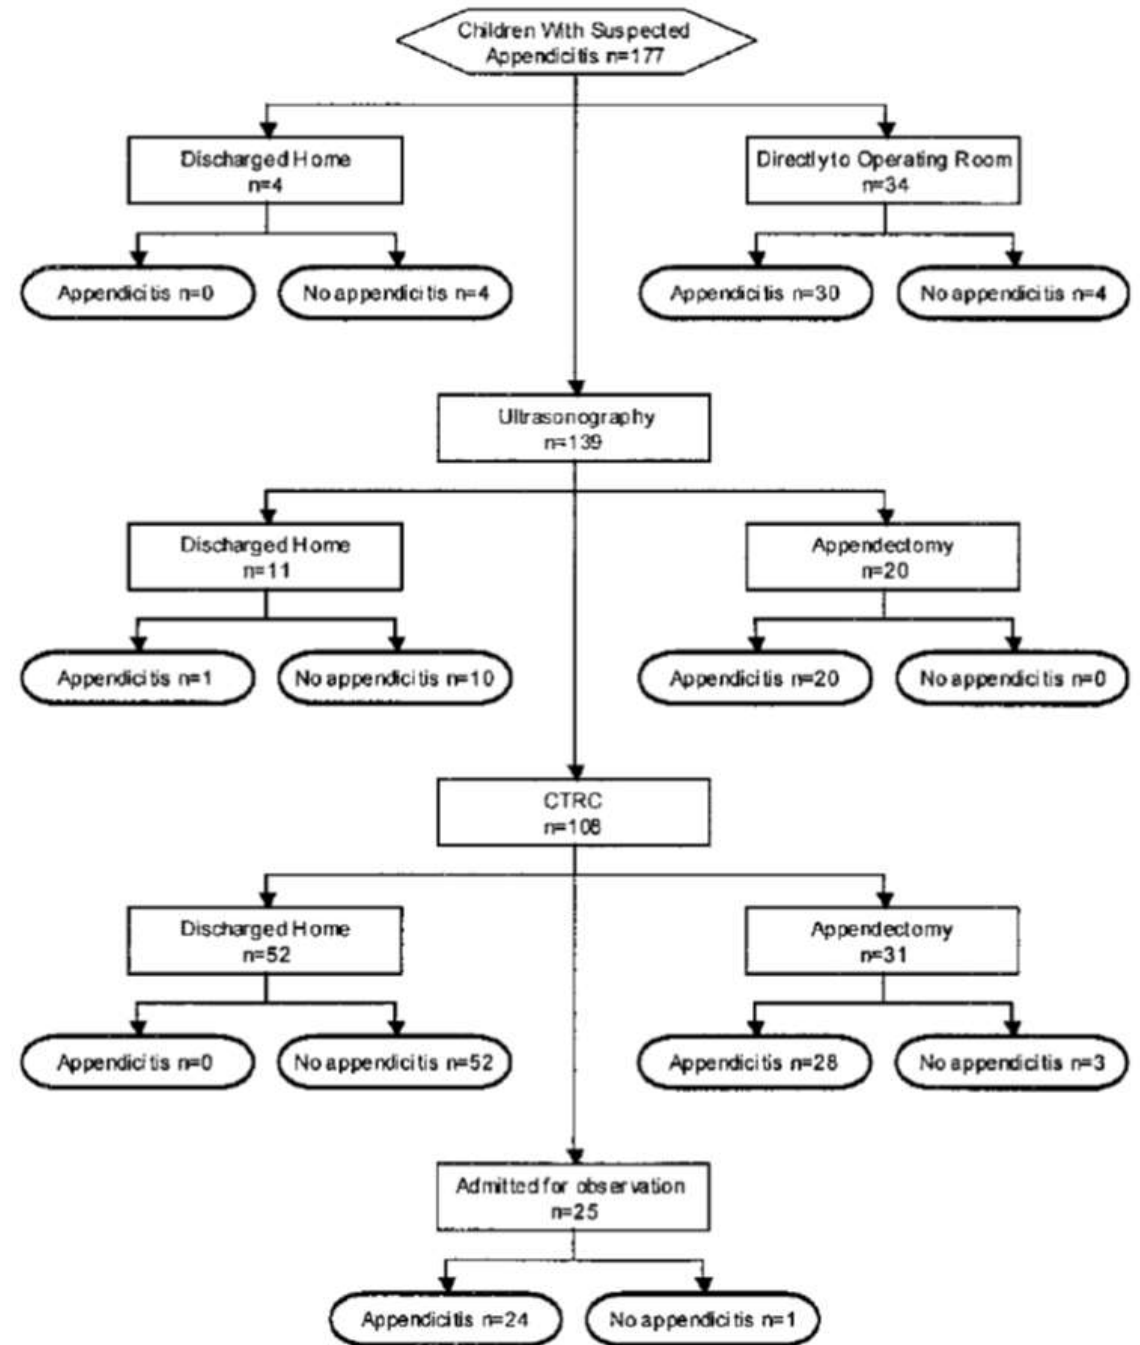 Children With Suspected
Appendicitis n=177
Discharged Home
n=4
Directly to Operating Room
n=34
Appendicitis n=0
No appendicitis n=4
Appendicitis n=30
No appendicitis n=4
Ultrasonography
n=139
Discharged Home
n=11
Appendectomy
n=20
Appendicitis n=1
No appendicitis n=10
Appendicitis n=20
No appendicitis n=0
CTRC
n=108
Discharged Home
n=52
Appendectomy
n=31
Appendicitis n=0
No appendicitis n=52
Appendicitis n=28
No appendicitis n=3
Admitted for observation
n=25
Appendicitis n=24
No appendicitis n=1